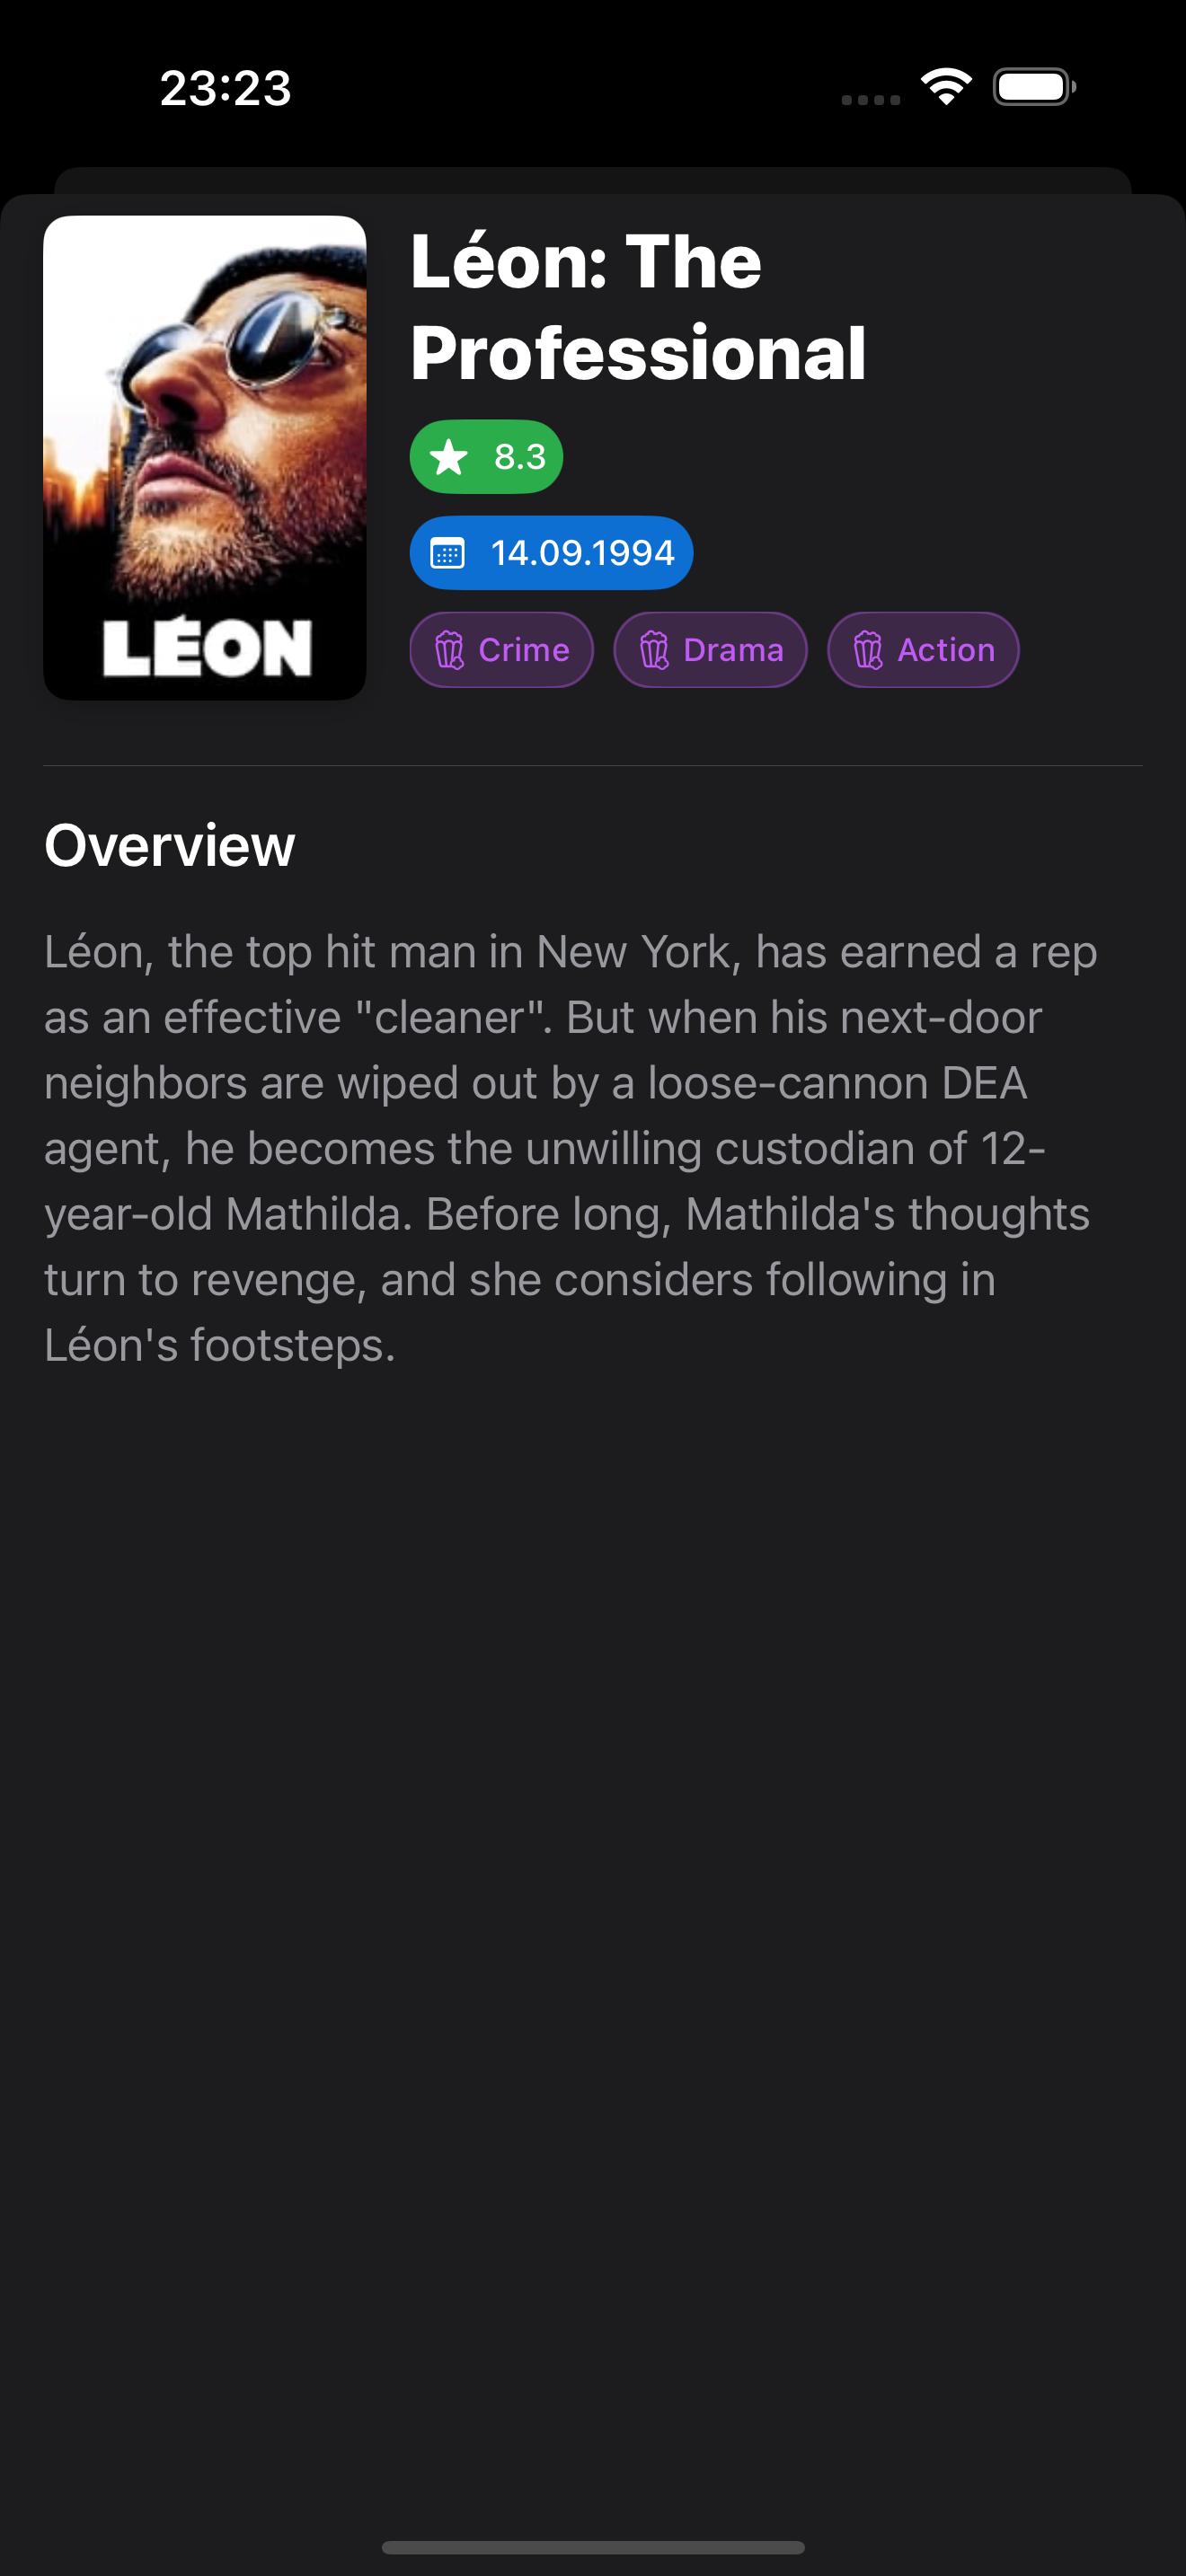 23:23
LÉON
Léon: The
Professional
8.3
14.09.1994
Crime Drama Action
Overview
Léon, the top hit man in New York, has earned a rep
as an effective "cleaner". But when his next-door
neighbors are wiped out by a loose-cannon DEA
agent, he becomes the unwilling custodian of 12-
year-old Mathilda. Before long, Mathilda's thoughts
turn to revenge, and she considers following in
Léon's footsteps.